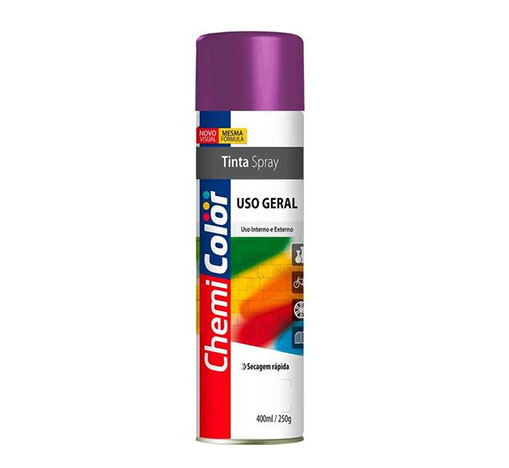 NOVO
VISUAL
MESMA
FÓRMULA
Tinta Spray
ChemiColor
USO GERAL
Uso Interno e Externo
Secagem rápida
400ml / 250g